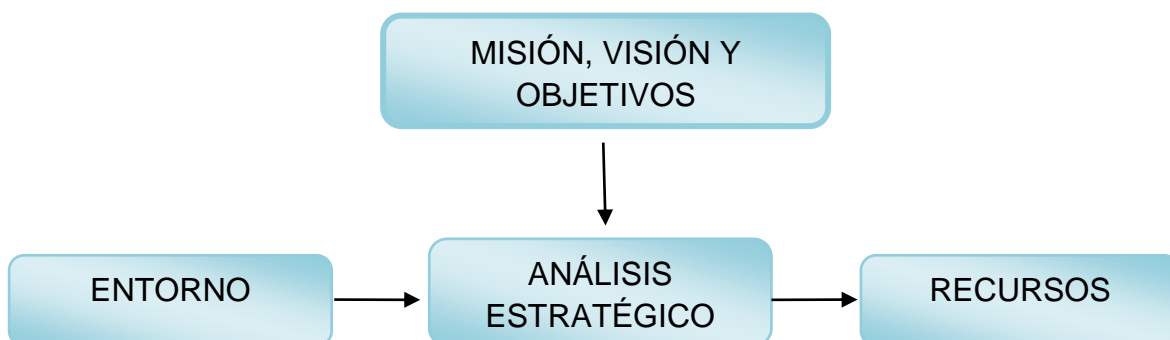 MISIÓN, VISIÓN Y
OBJETIVOS
ENTORNO
ANÁLISIS
ESTRATÉGICO
RECURSOS